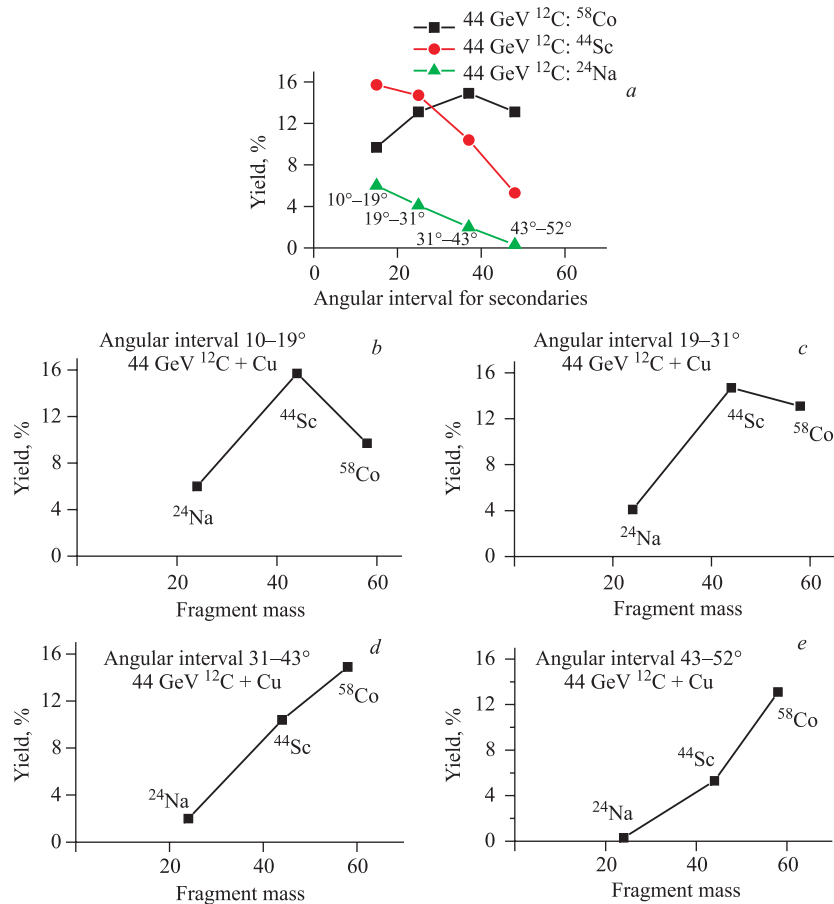 44 GeV ¹²C: ⁵⁸Co
44 GeV ¹²C: ⁴⁴Sc
44 GeV ¹²C: ²⁴Na
a
16
12
8
4
0
Yield, %
10°–19°
19°–31°
31°–43°
43°–52°
0 20 40 60
Angular interval for secondaries
Angular interval 10–19°
44 GeV ¹²C + Cu
b
16
12
8
4
0
Yield, %
⁴⁴Sc
⁵⁸Co
²⁴Na
20 40 60
Fragment mass
Angular interval 19–31°
44 GeV ¹²C + Cu
c
16
12
8
4
0
Yield, %
⁴⁴Sc
⁵⁸Co
²⁴Na
20 40 60
Fragment mass
Angular interval 31–43°
44 GeV ¹²C + Cu
d
16
12
8
4
0
Yield, %
⁵⁸Co
⁴⁴Sc
²⁴Na
20 40 60
Fragment mass
Angular interval 43–52°
44 GeV ¹²C + Cu
e
16
12
8
4
0
Yield, %
⁵⁸Co
⁴⁴Sc
²⁴Na
20 40 60
Fragment mass